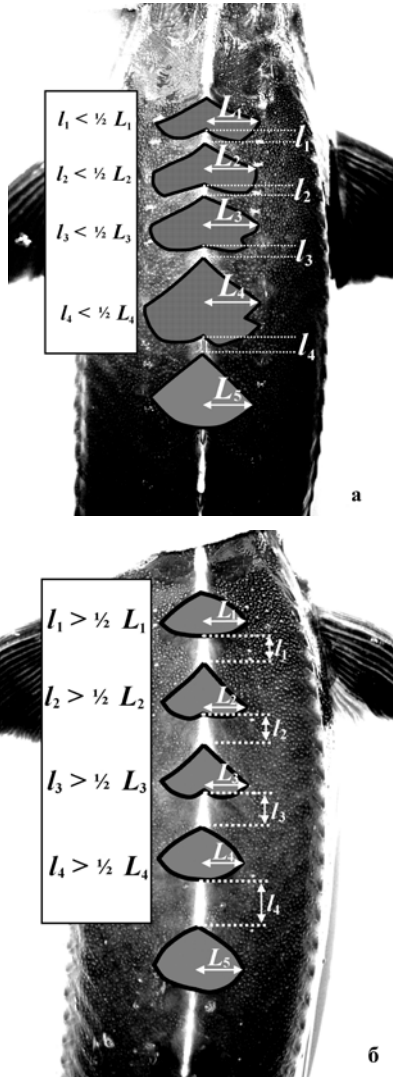 l₁ < ½ L₁
l₂ < ½ L₂
l₃ < ½ L₃
l₄ < ½ L₄
L₁
l₁
L₂
l₂
L₃
l₃
L₄
l₄
L₅
а
l₁ > ½ L₁
l₂ > ½ L₂
l₃ > ½ L₃
l₄ > ½ L₄
L₁
l₁
L₂
l₂
L₃
l₃
L₄
l₄
L₅
б